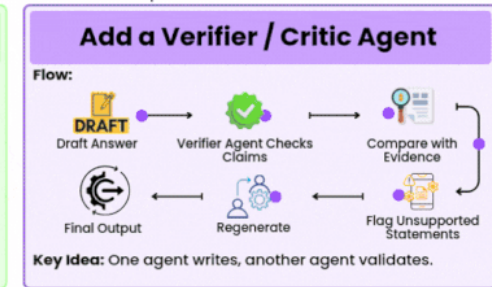 Add a Verifier / Critic Agent
Flow:
DRAFT
Draft Answer
Verifier Agent Checks
Claims
Compare with
Evidence
Final Output
Regenerate
Flag Unsupported
Statements
Key Idea: One agent writes, another agent validates.